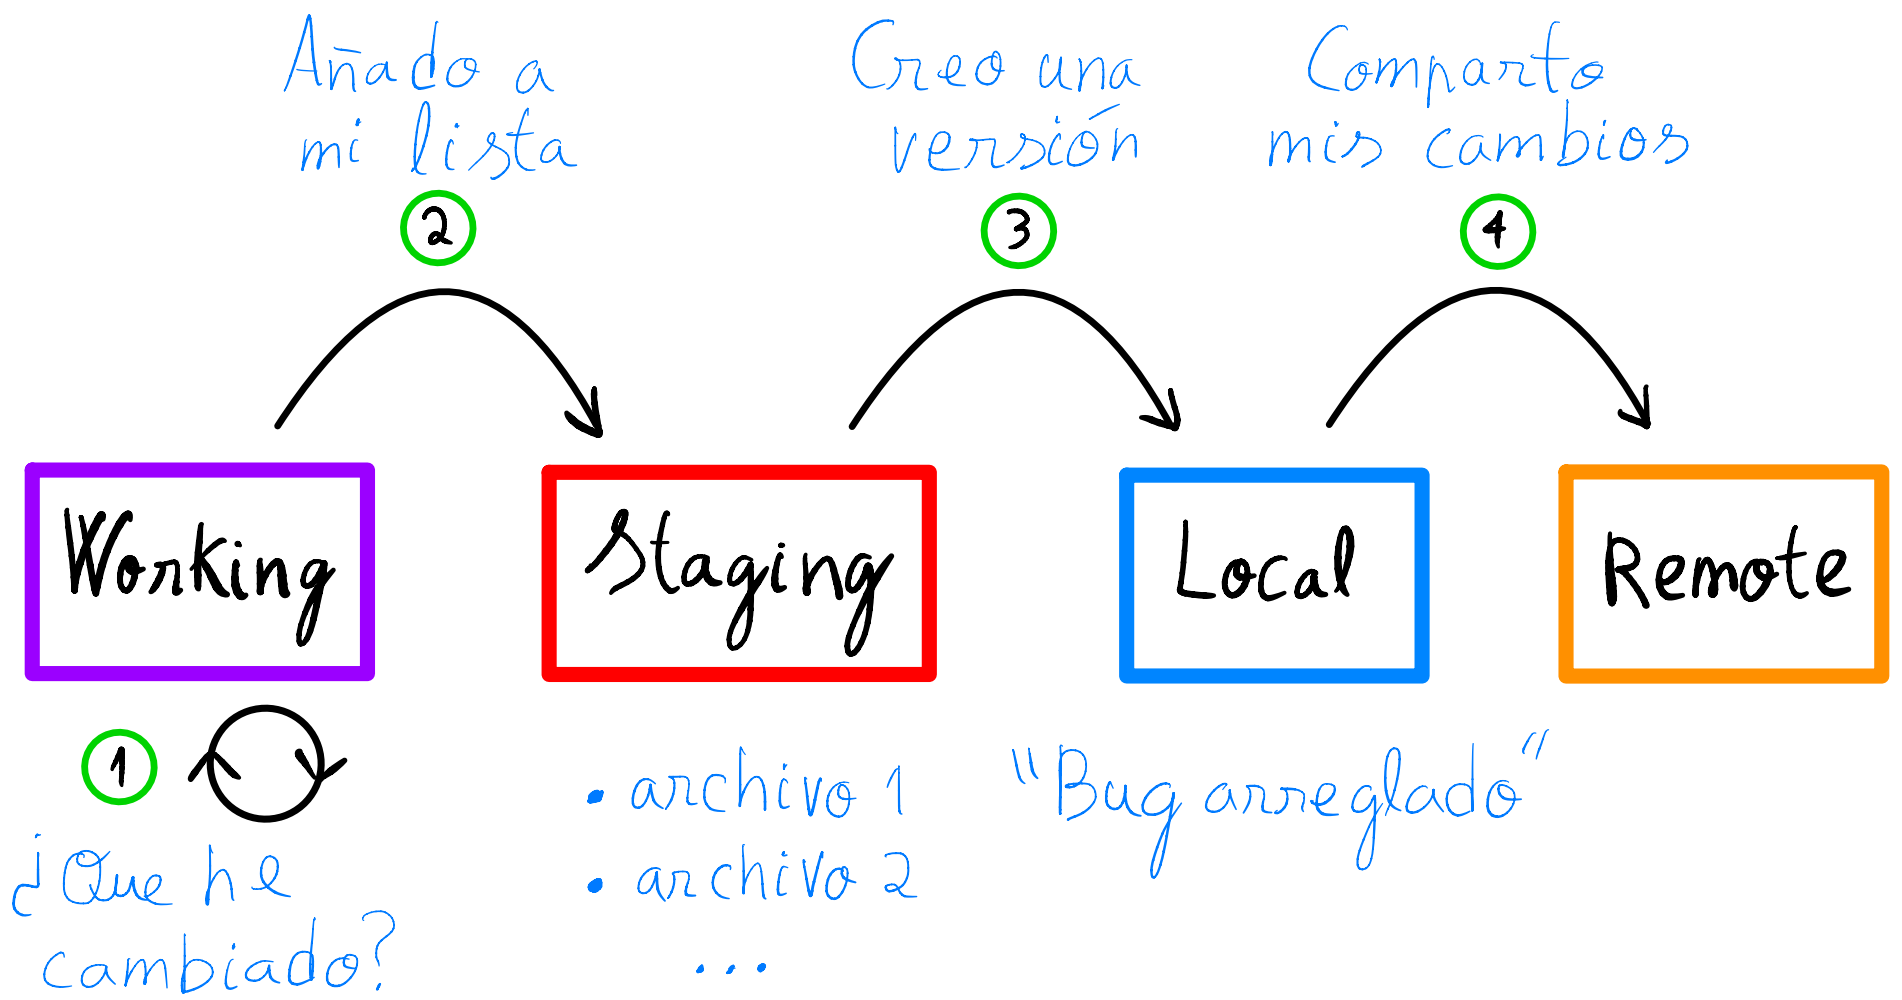 Añado a
mi lista
Creo una
versión
Comparto
mis cambios
2
3
4
Working
Staging
Local
Remote
1
¿Que he
cambiado?
• archivo 1
• archivo 2
...
"Bug arreglado"